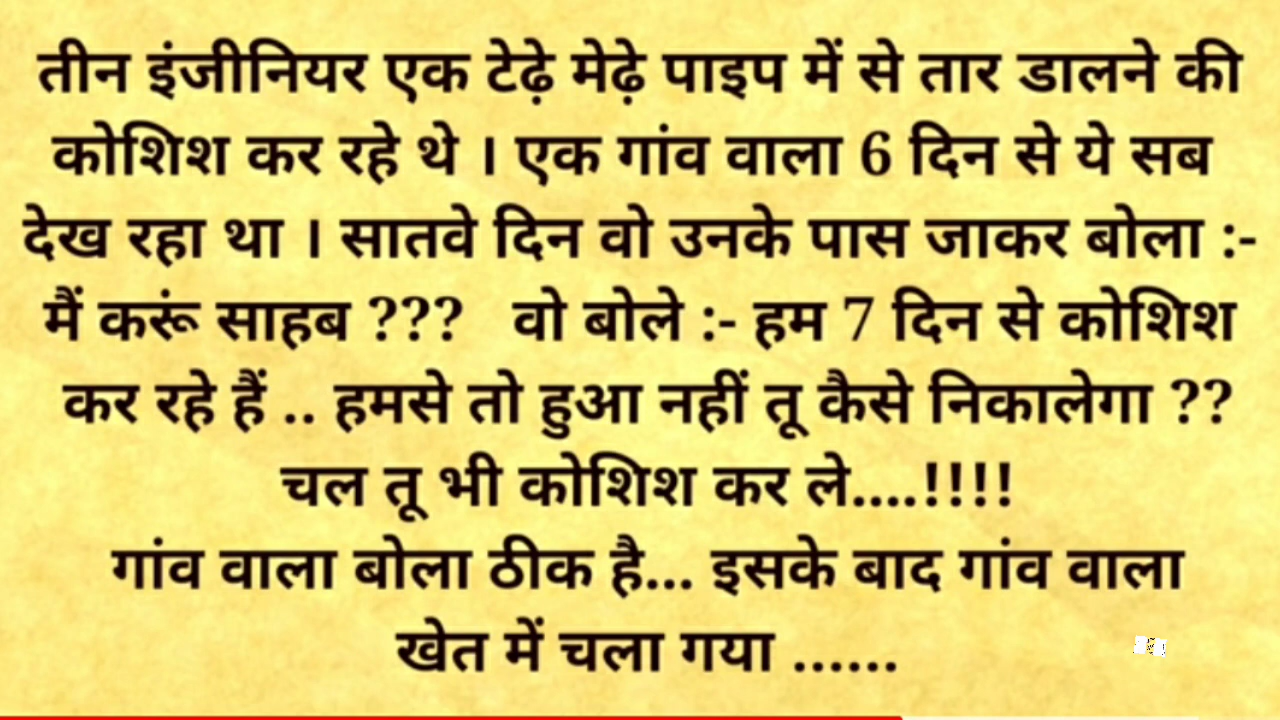 तीन इंजीनियर एक टेढ़े मेढ़े पाइप में से तार डालने की
कोशिश कर रहे थे । एक गांव वाला 6 दिन से ये सब
देख रहा था । सातवे दिन वो उनके पास जाकर बोला :-
मैं करूं साहब ??? वो बोले :- हम 7 दिन से कोशिश
कर रहे हैं .. हमसे तो हुआ नहीं तू कैसे निकालेगा ??
चल तू भी कोशिश कर ले....!!!!
गांव वाला बोला ठीक है... इसके बाद गांव वाला
खेत में चला गया ......